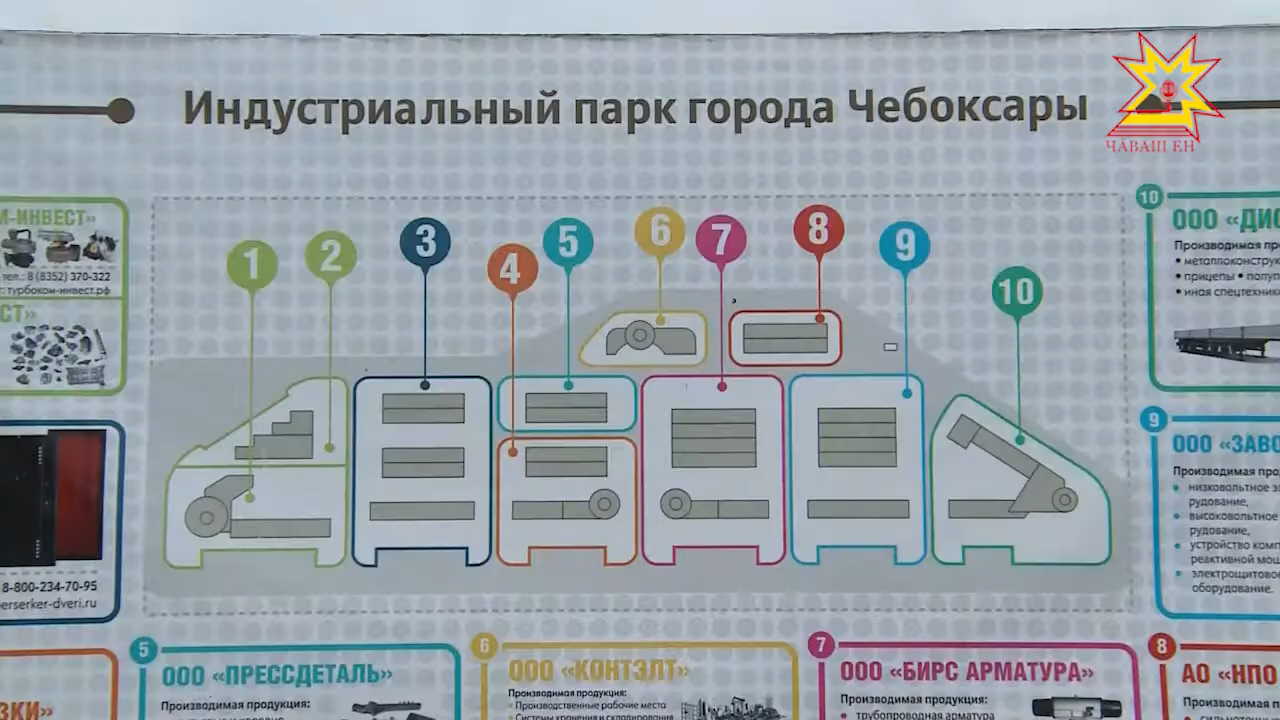 Индустриальный парк города Чебоксары
ЧӐВАШ ЕН
М-ИНВЕСТ»
тел.: 8 (8352) 370-322
т: турбоком-инвест.рф
СТ»
1
2
3
4
5
6
7
8
9
10
10
ООО «ДИ
Производимая пр
• металлоконструк
• прицепы • полуп
• иная спецтехник
9
ООО «ЗАВО
Производимая про
• низковольтное э
рудование,
• высоковольтное
рудование,
• устройство комп
реактивной мощ
• электрощитовое
оборудование.
8-800-234-70-95
erserker-dveri.ru
ЗКИ»
5
ООО «ПРЕССДЕТАЛЬ»
Производимая продукция:
6
ООО «КОНТЭЛТ»
Производимая продукция:
• Производственные рабочие места
• Системы хранения и складирования
7
ООО «БИРС АРМАТУРА»
Производимая продукция:
• трубопроводная арматура
8
АО «НПО
Производимая